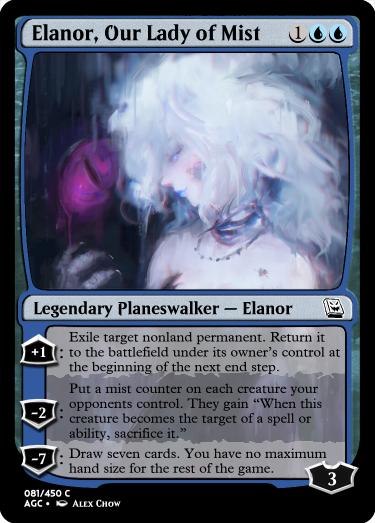 Elanor, Our Lady of Mist 1
Legendary Planeswalker — Elanor
+1: Exile target nonland permanent. Return it
to the battlefield under its owner's control at
the beginning of the next end step.
-2: Put a mist counter on each creature your
opponents control. They gain “When this
creature becomes the target of a spell or
ability, sacrifice it.”
-7: Draw seven cards. You have no maximum
hand size for the rest of the game.
3
081/450 C
AGC • Alex Chow